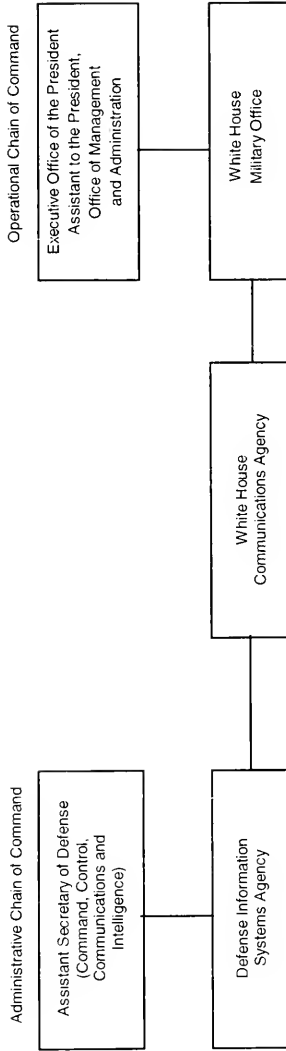 Administrative Chain of Command
Assistant Secretary of Defense
(Command, Control,
Communications and
Intelligence)
Defense Information
Systems Agency
White House
Communications Agency
Operational Chain of Command
Executive Office of the President
Assistant to the President,
Office of Management
and Administration
White House
Military Office